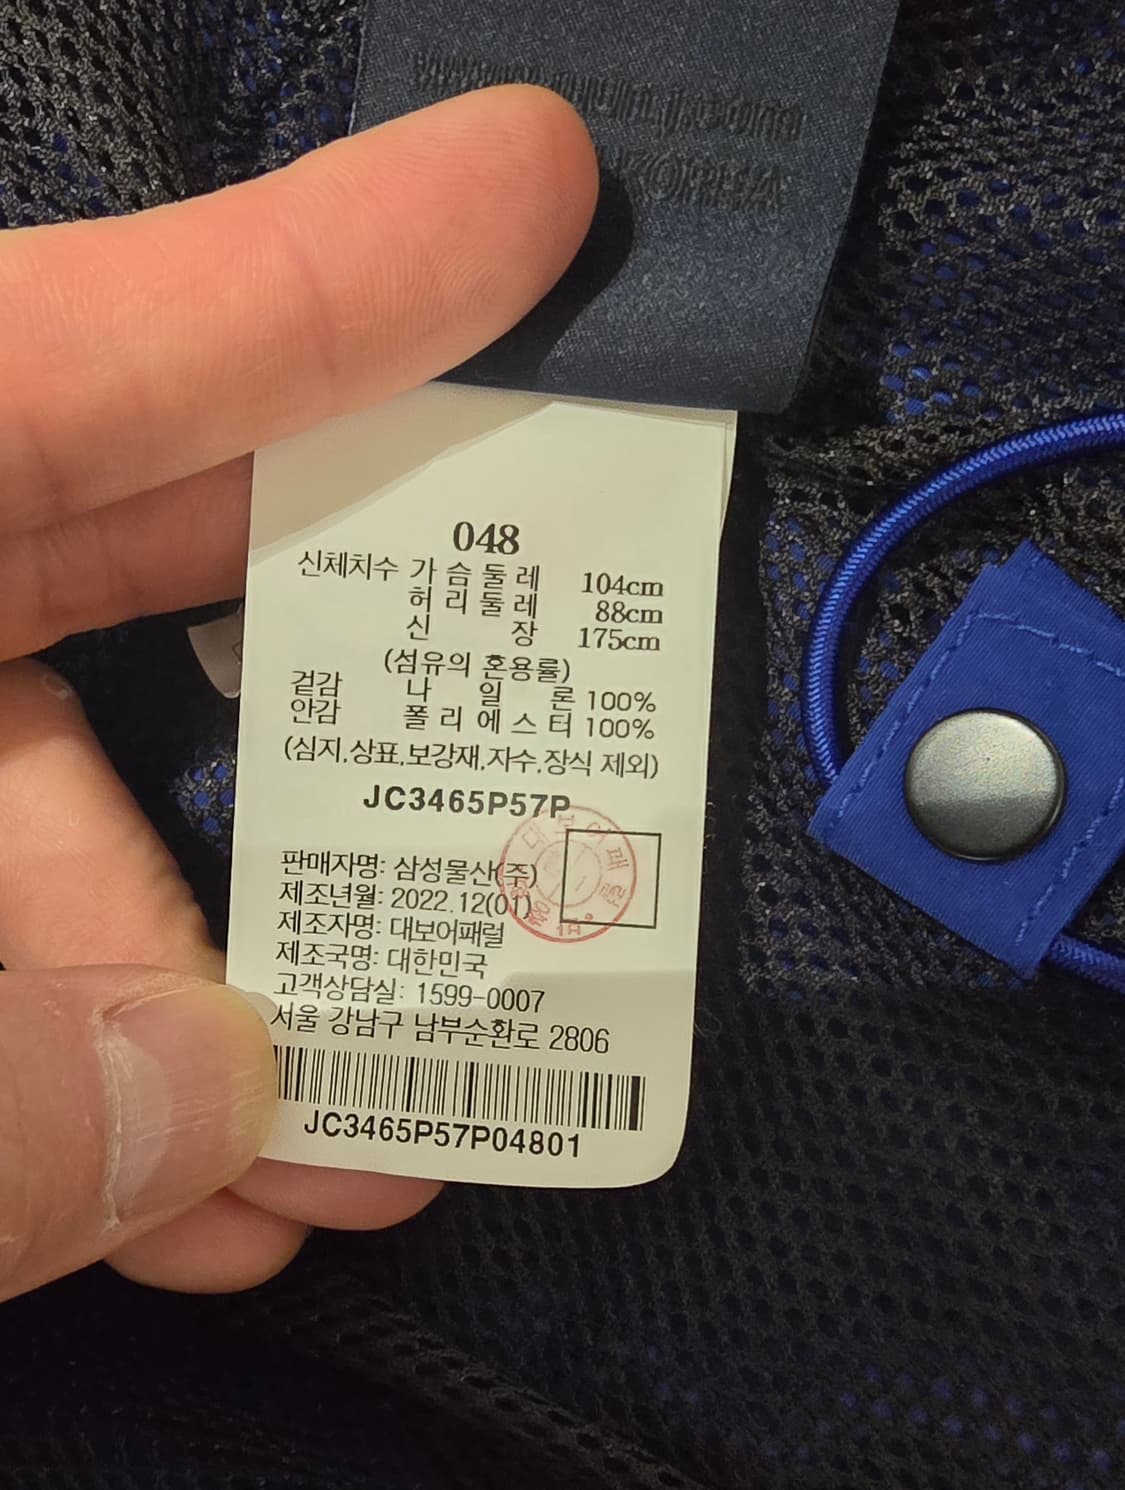 048
신체치수 가슴둘레 104cm
허리둘레 88cm
신 장 175cm
(섬유의 혼용률)
겉감 나 일 론 100%
안감 폴리에스터 100%
(심지,상표,보강재,자수,장식 제외)
JC3465P57P
대보어패럴
판매자명: 삼성물산(주)
제조년월: 2022.12(01)
제조자명: 대보어패럴
제조국명: 대한민국
고객상담실: 1599-0007
서울 강남구 남부순환로 2806
JC3465P57P04801